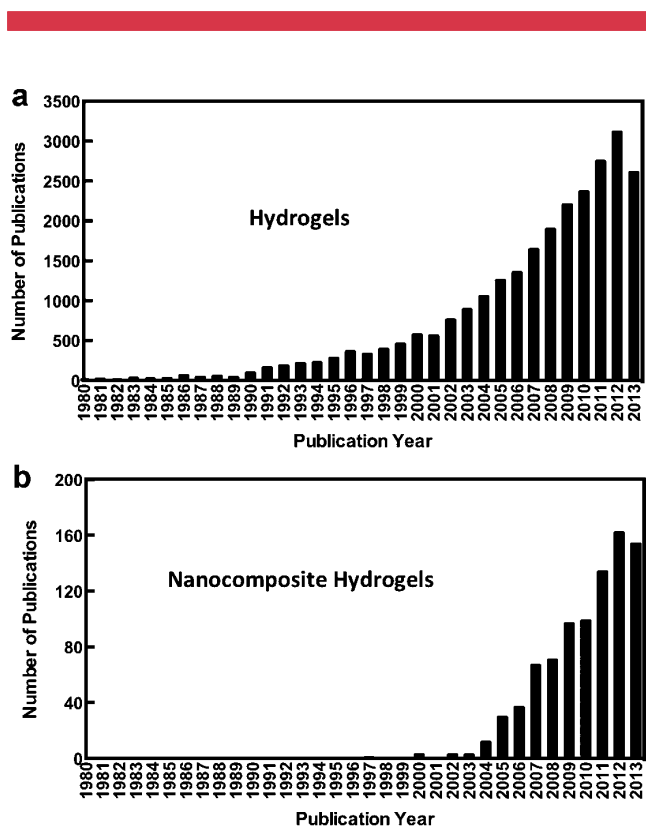 a
3500
3000
2500
2000
1500
1000
500
0
Number of Publications
Hydrogels
1980 1981 1982 1983 1984 1985 1986 1987 1988 1989 1990 1991 1992 1993 1994 1995 1996 1997 1998 1999 2000 2001 2002 2003 2004 2005 2006 2007 2008 2009 2010 2011 2012 2013
Publication Year
b
200
160
120
80
40
0
Number of Publications
Nanocomposite Hydrogels
1980 1981 1982 1983 1984 1985 1986 1987 1988 1989 1990 1991 1992 1993 1994 1995 1996 1997 1998 1999 2000 2001 2002 2003 2004 2005 2006 2007 2008 2009 2010 2011 2012 2013
Publication Year